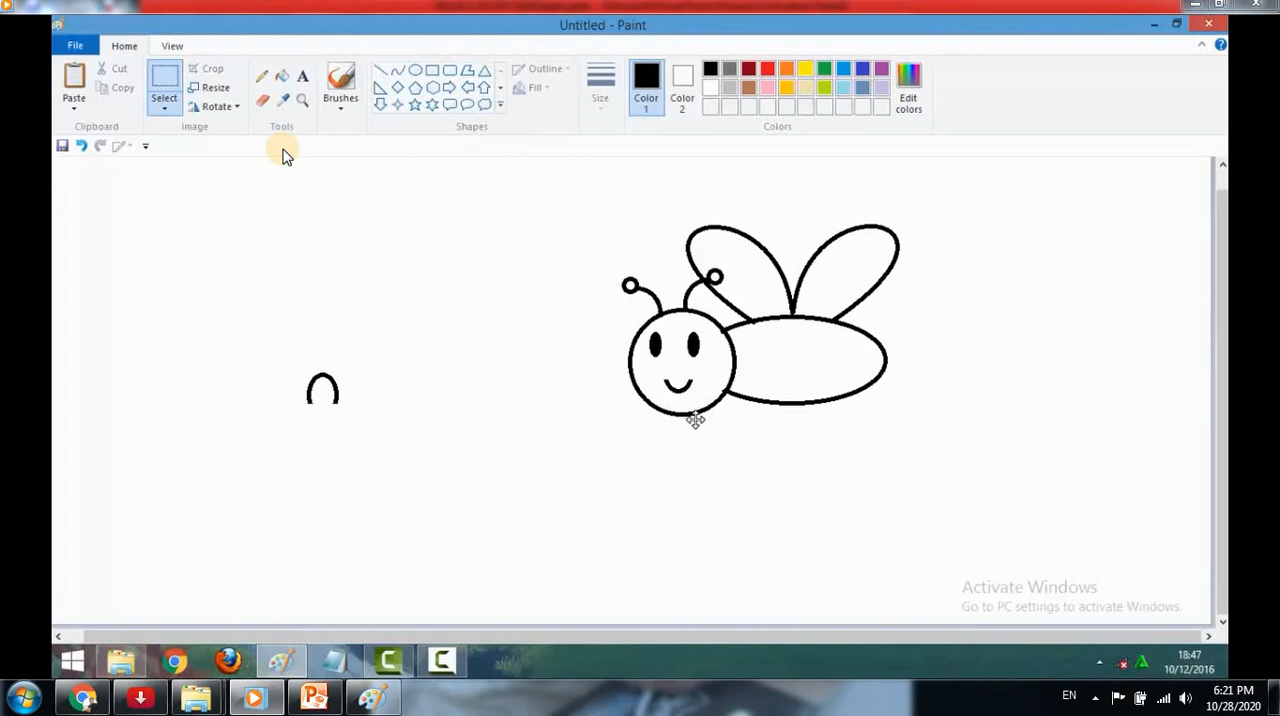 Untitled - Paint
File Home View
Paste
Cut
Copy
Clipboard
Select
Crop
Resize
Rotate
Image
A
Tools
Brushes
Outline
Fill
Shapes
Size
Color 1
Color 2
Edit colors
Colors
Activate Windows
Go to PC settings to activate Windows.
18:47
10/12/2016
EN
6:21 PM
10/28/2020